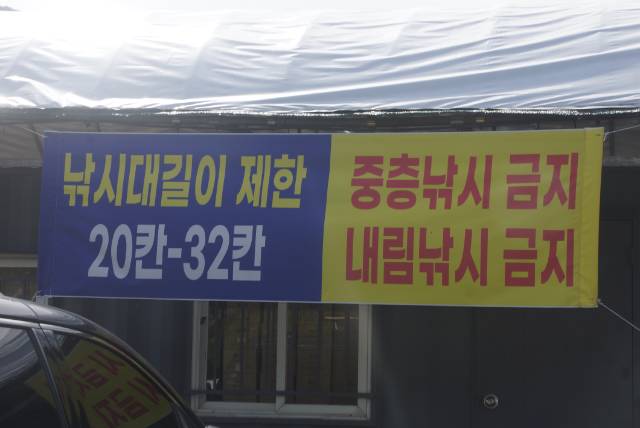 낚시대길이 제한
20칸-32칸
중층낚시 금지
내림낚시 금지